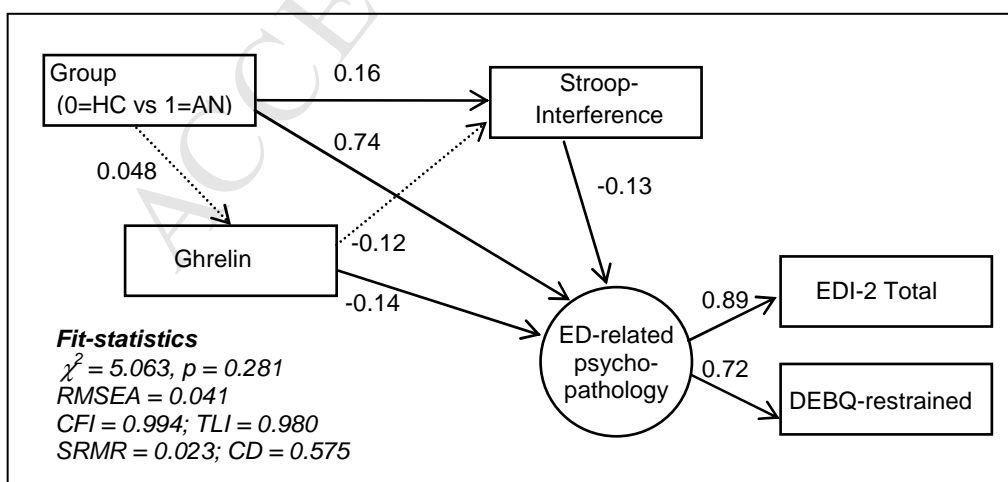 Group
(0=HC vs 1=AN)
0.16
Stroop-
Interference
0.74
0.048
-0.13
Ghrelin
-0.12
-0.14
ED-related
psycho-
pathology
0.89
EDI-2 Total
0.72
DEBQ-restrained
Fit-statistics
χ² = 5.063, p = 0.281
RMSEA = 0.041
CFI = 0.994; TLI = 0.980
SRMR = 0.023; CD = 0.575
ACCE